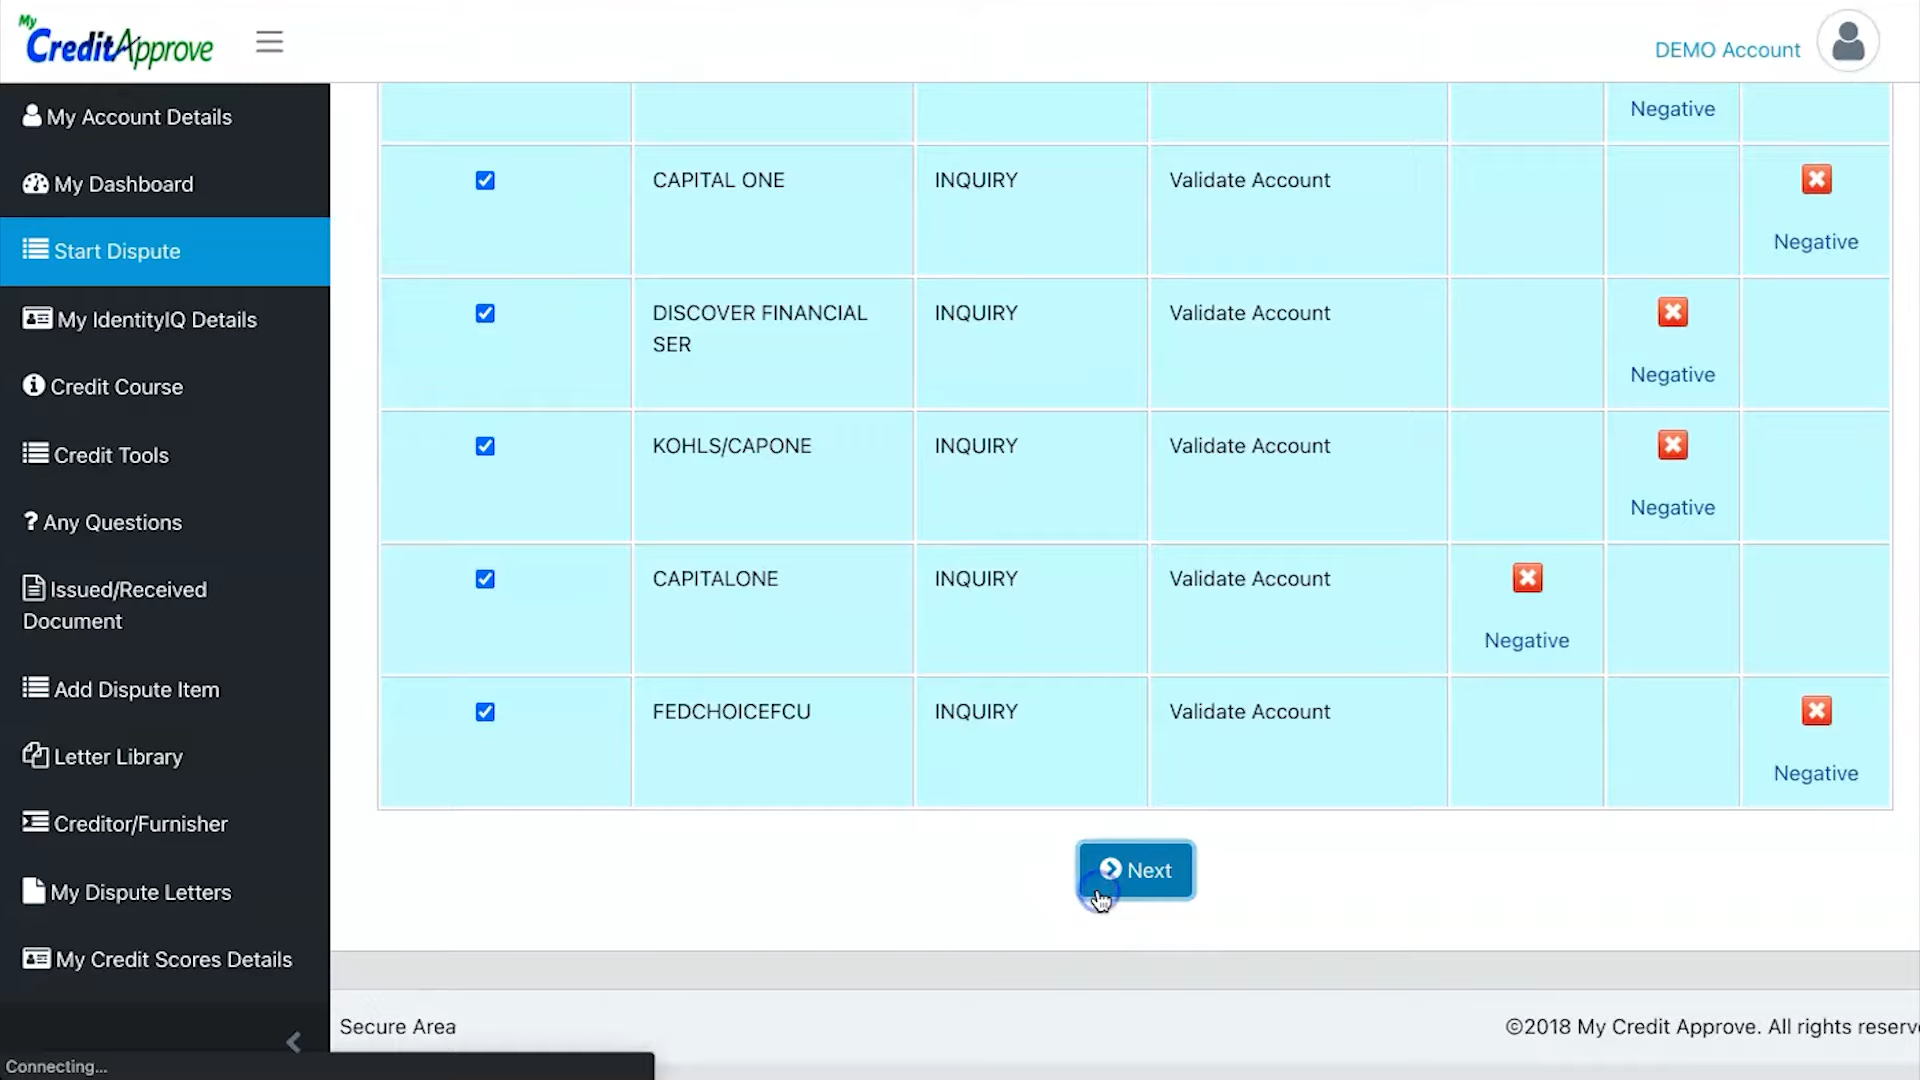 My
CreditApprove
DEMO Account
My Account Details
My Dashboard
Start Dispute
My IdentityIQ Details
Credit Course
Credit Tools
? Any Questions
Issued/Received
Document
Add Dispute Item
Letter Library
Creditor/Furnisher
My Dispute Letters
My Credit Scores Details
Connecting...
Negative
CAPITAL ONE INQUIRY Validate Account
Negative
DISCOVER FINANCIAL INQUIRY Validate Account
SER
Negative
KOHLS/CAPONE INQUIRY Validate Account
Negative
CAPITALONE INQUIRY Validate Account
Negative
FEDCHOICEFCU INQUIRY Validate Account
Negative
Next
Secure Area
©2018 My Credit Approve. All rights reserv